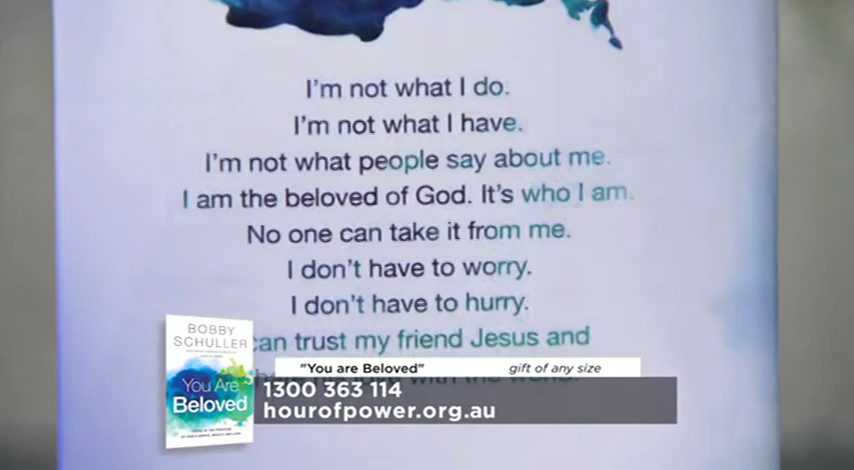 I'm not what I do.
I'm not what I have.
I'm not what people say about me.
I am the beloved of God. It's who I am.
No one can take it from me.
I don't have to worry.
I don't have to hurry.
can trust my friend Jesus and
with the world.
BOBBY
SCHULLER
You Are
Beloved
"You are Beloved" gift of any size
1300 363 114
hourofpower.org.au